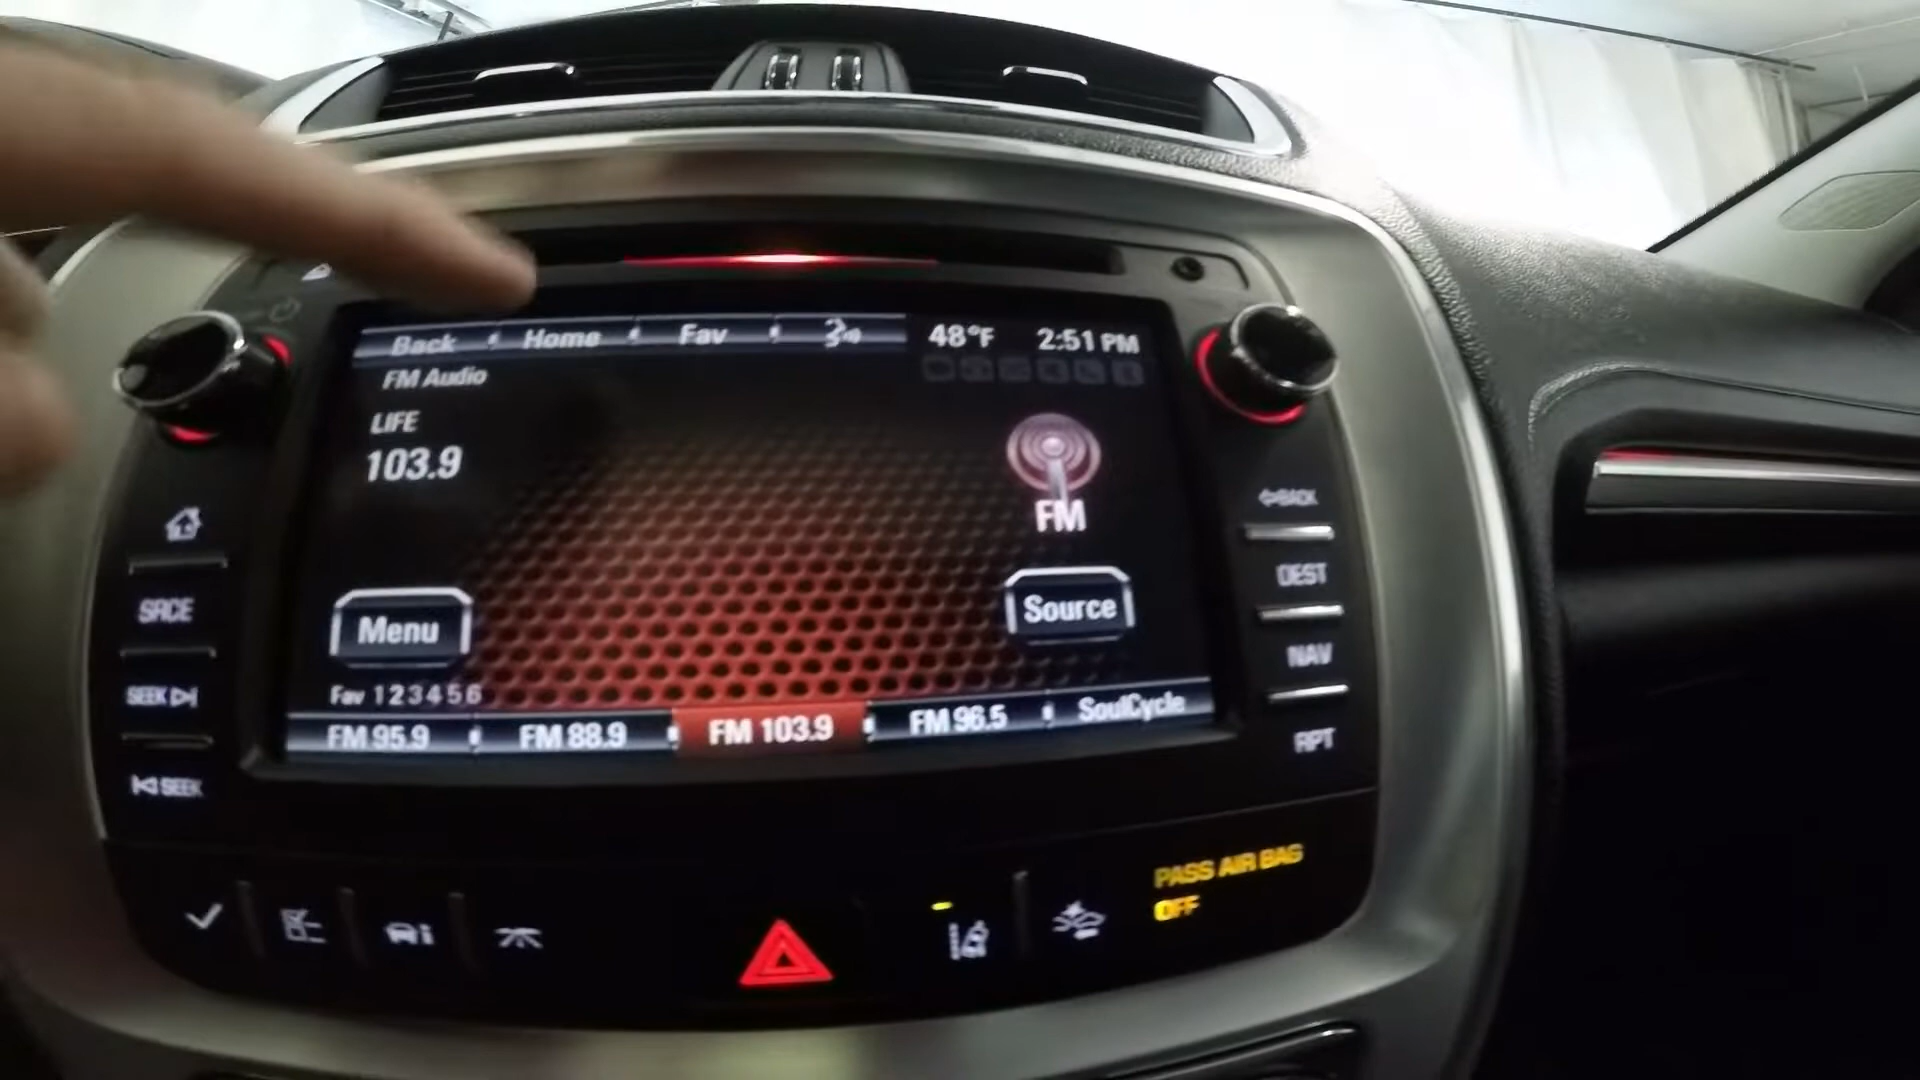 Back Home Fav 48°F 2:51 PM
FM Audio
LIFE
103.9
FM
Menu
Source
Fav 1 2 3 4 5 6
FM 95.9 FM 88.9 FM 103.9 FM 96.5 SoulCycle
SRCE
SEEK
SEEK
BACK
DEST
NAV
RPT
PASS AIR BAG
OFF